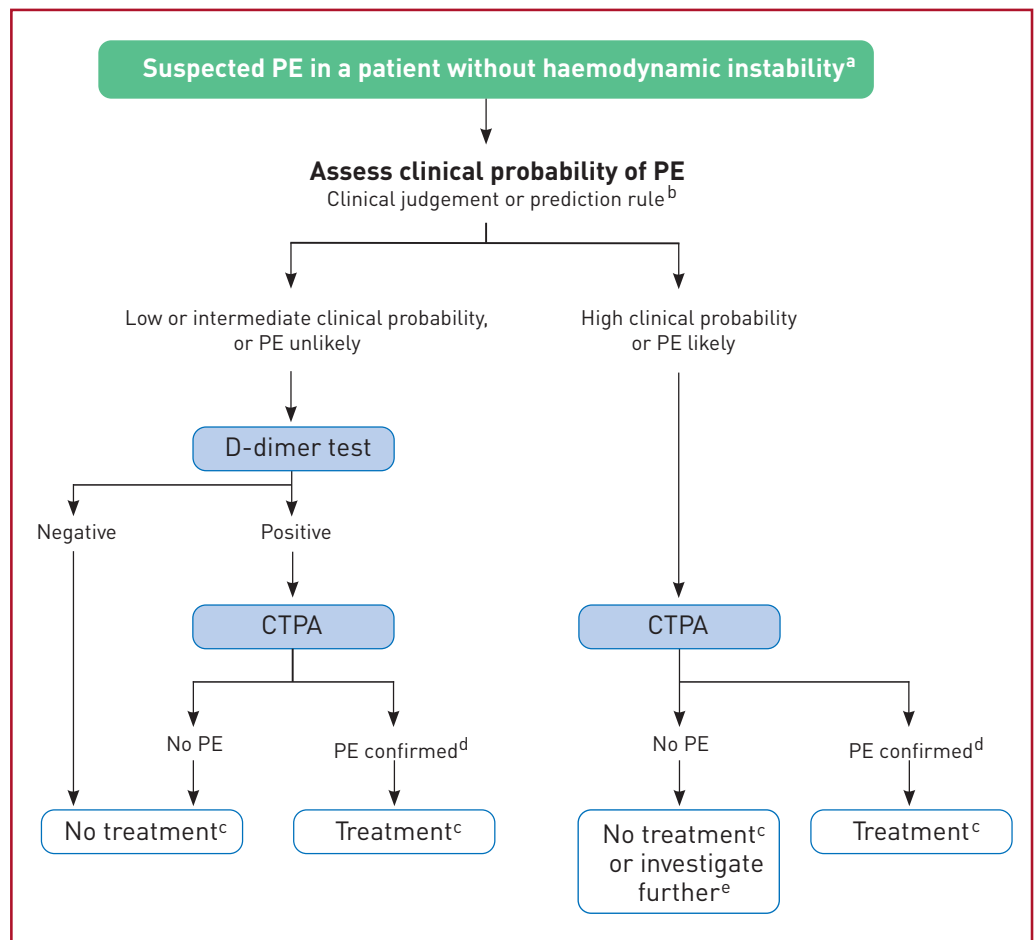 Suspected PE in a patient without haemodynamic instabilityᵃ
Assess clinical probability of PE
Clinical judgement or prediction ruleᵇ
Low or intermediate clinical probability,
or PE unlikely
High clinical probability
or PE likely
D-dimer test
Negative
Positive
CTPA
CTPA
No PE
PE confirmedᵈ
No PE
PE confirmedᵈ
No treatmentᶜ
Treatmentᶜ
No treatmentᶜ
or investigate
furtherᵉ
Treatmentᶜ